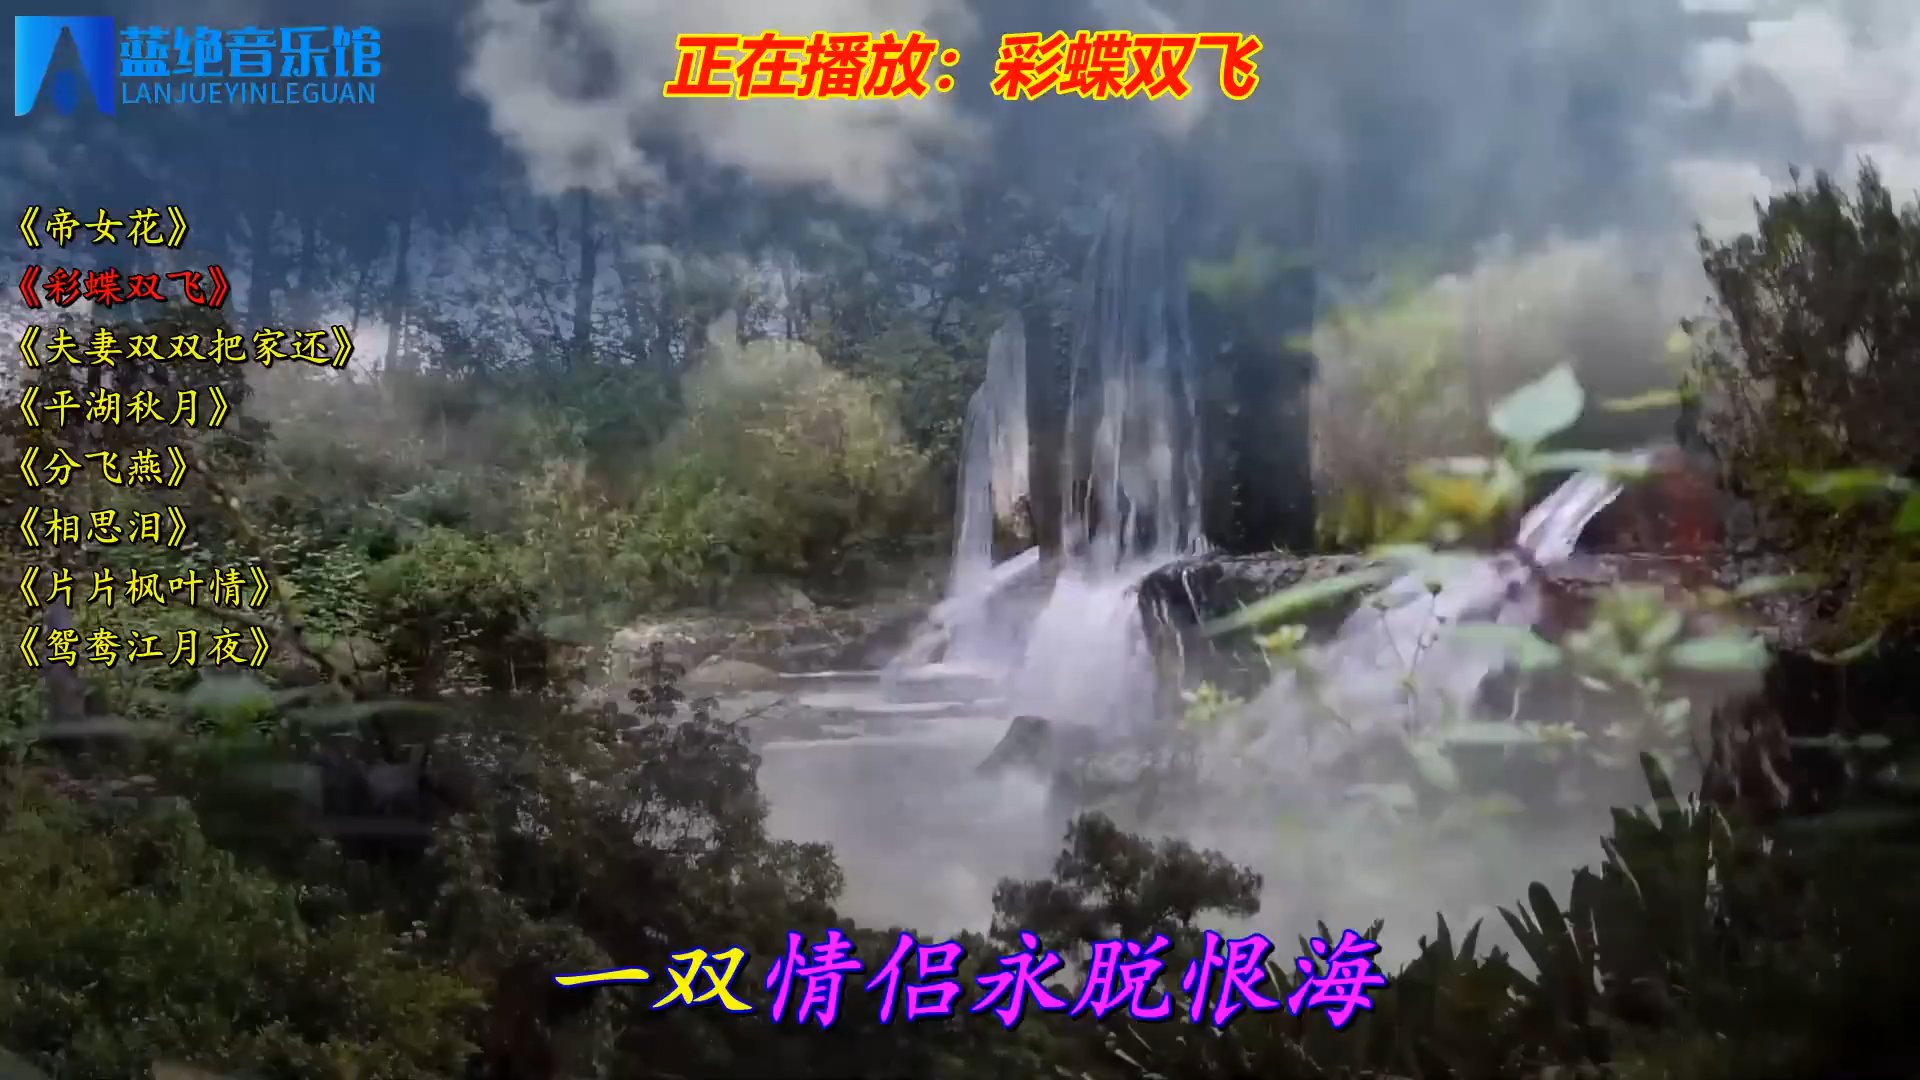 蓝绝音乐馆
LANJUEYINLEGUAN
正在播放：彩蝶双飞
《帝女花》
《彩蝶双飞》
《夫妻双双把家还》
《平湖秋月》
《分飞燕》
《相思泪》
《片片枫叶情》
《鸳鸯江月夜》
一双情侣永脱恨海